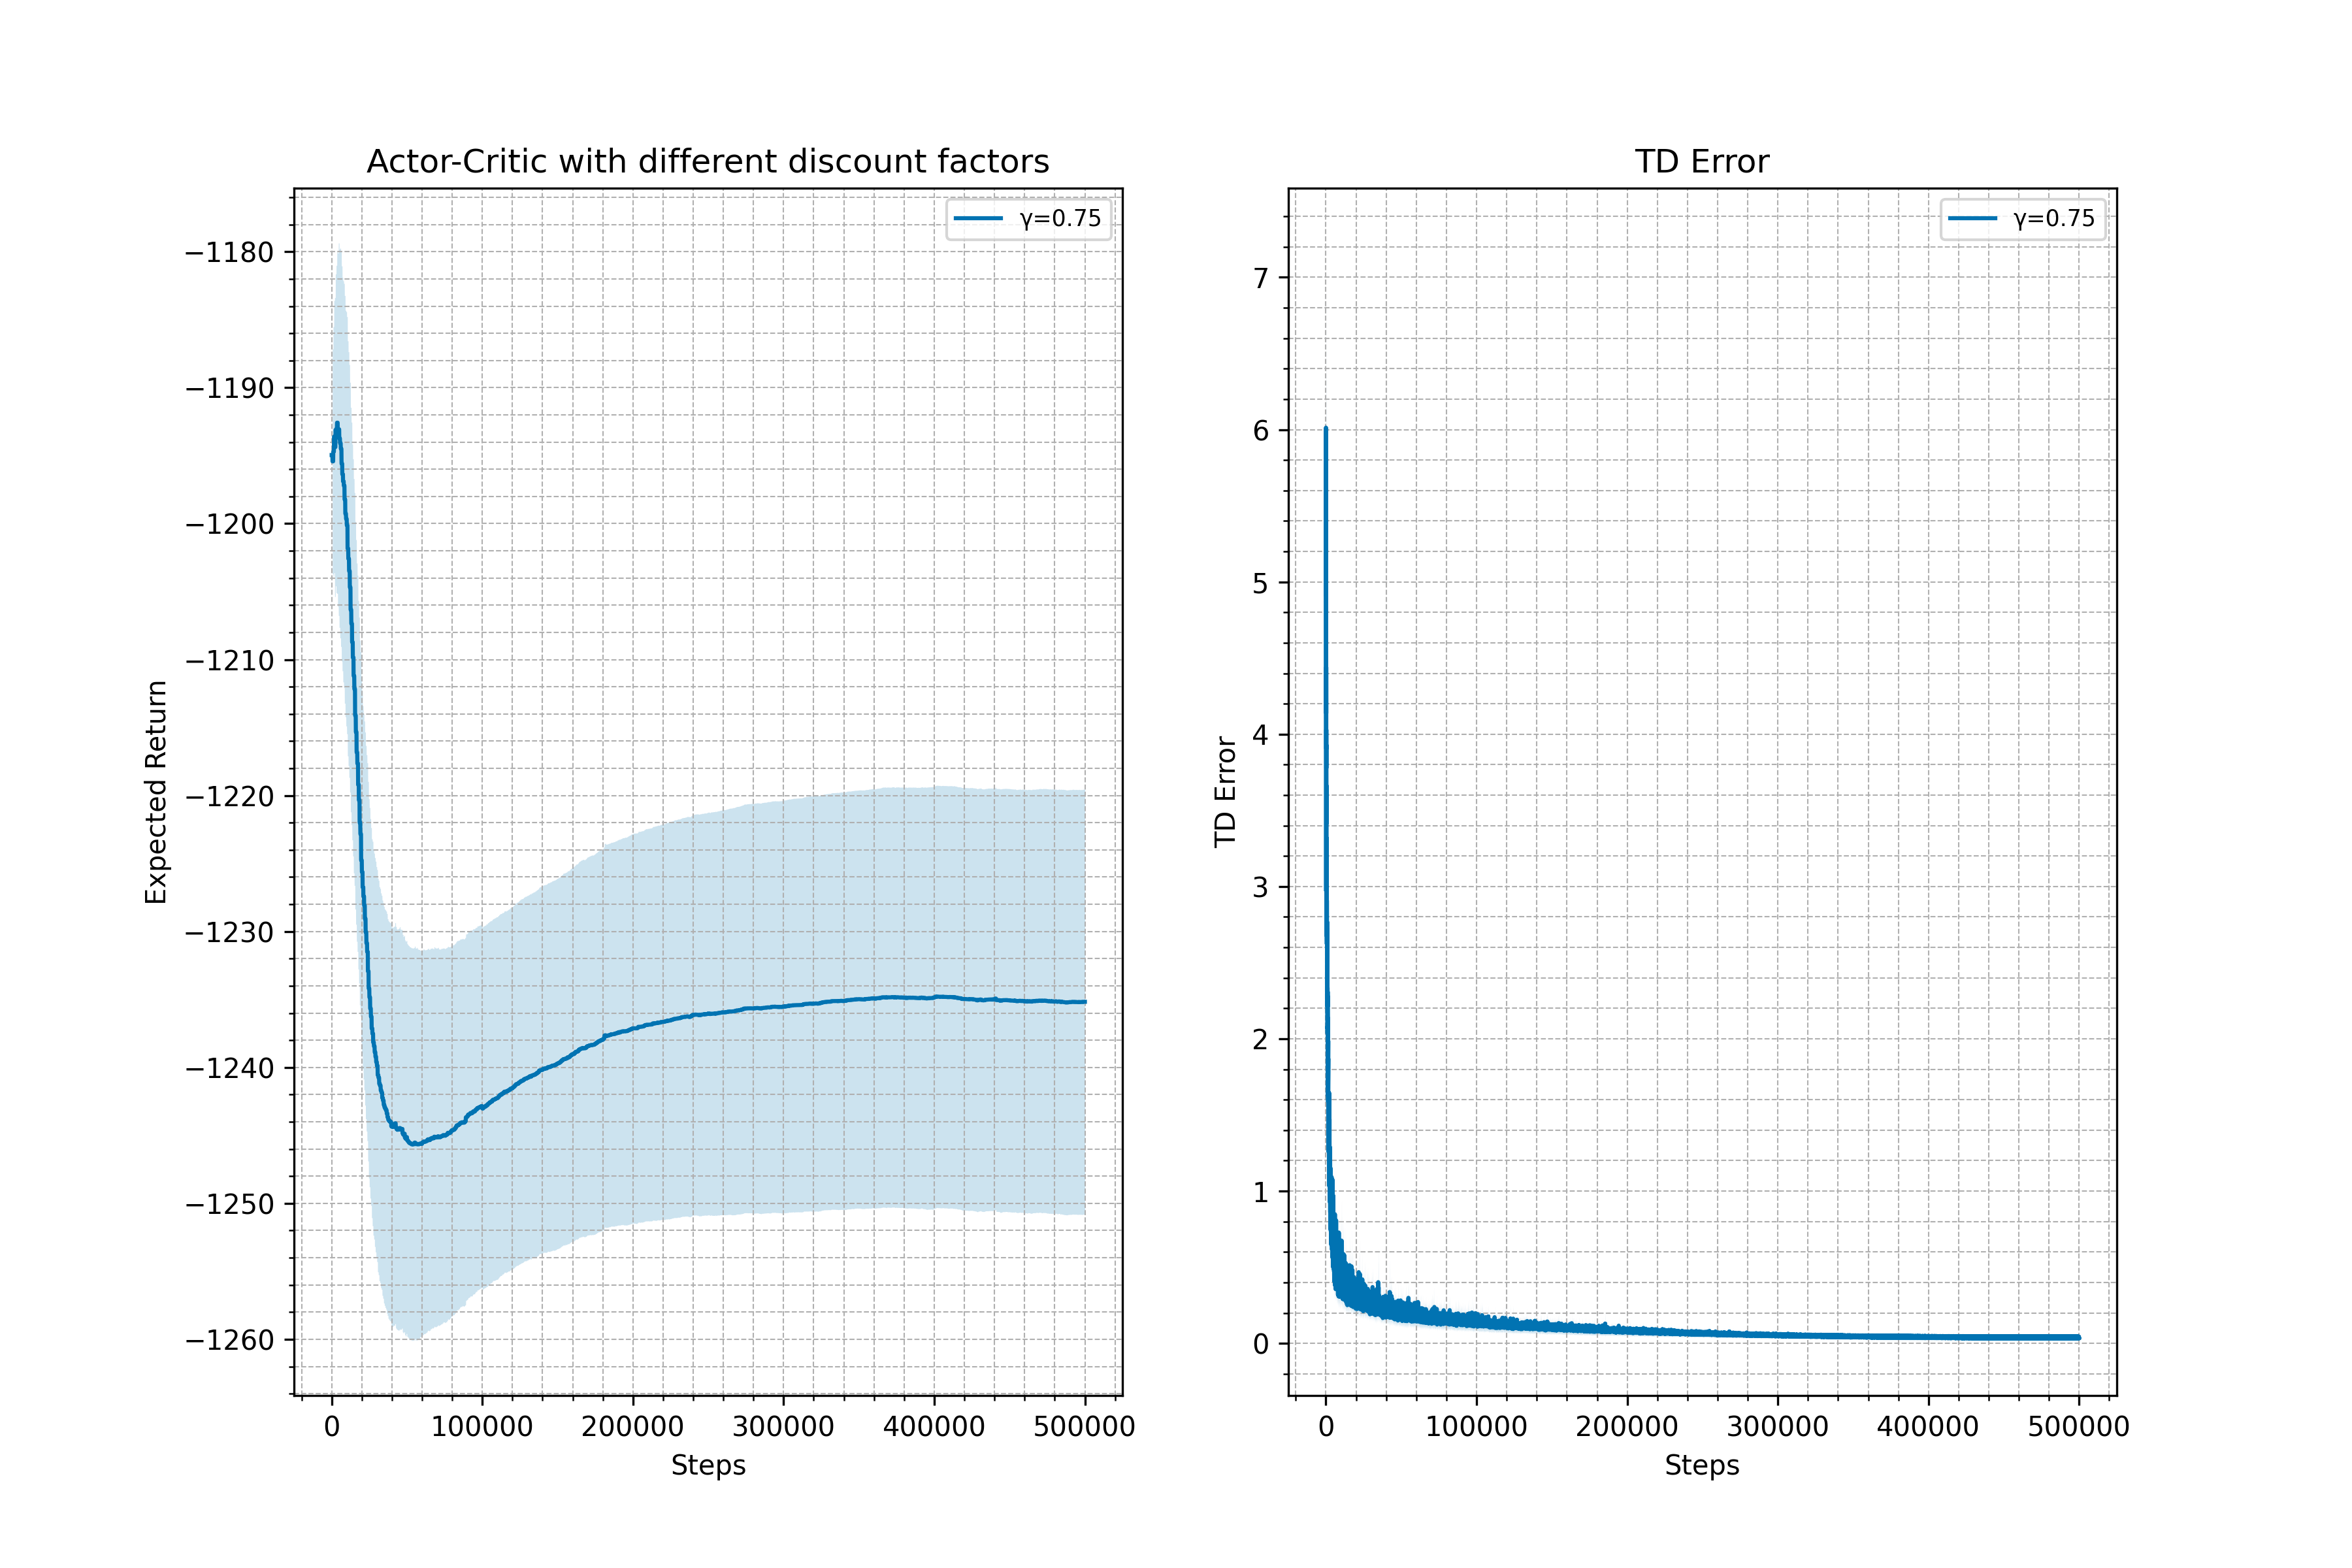 Actor-Critic with different discount factors
γ=0.75
Expected Return
−1180
−1190
−1200
−1210
−1220
−1230
−1240
−1250
−1260
0 100000 200000 300000 400000 500000
Steps
TD Error
γ=0.75
TD Error
7
6
5
4
3
2
1
0
0 100000 200000 300000 400000 500000
Steps